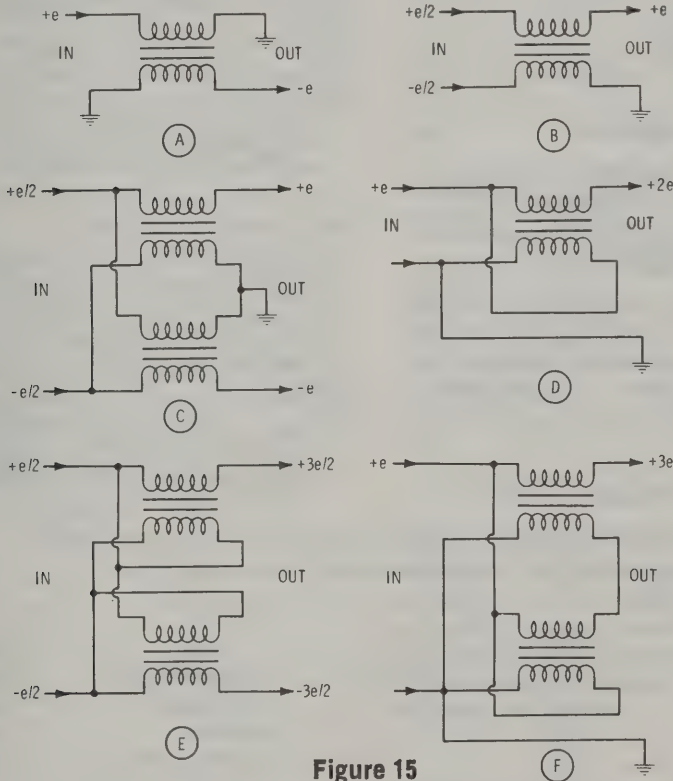 +e
IN
OUT
-e
A
+e/2
+e
IN
OUT
-e/2
B
+e/2
+e
IN
OUT
-e/2
-e
C
+e
+2e
IN
OUT
D
+e/2
+3e/2
IN
OUT
-e/2
-3e/2
E
+e
+3e
IN
OUT
F
Figure 15